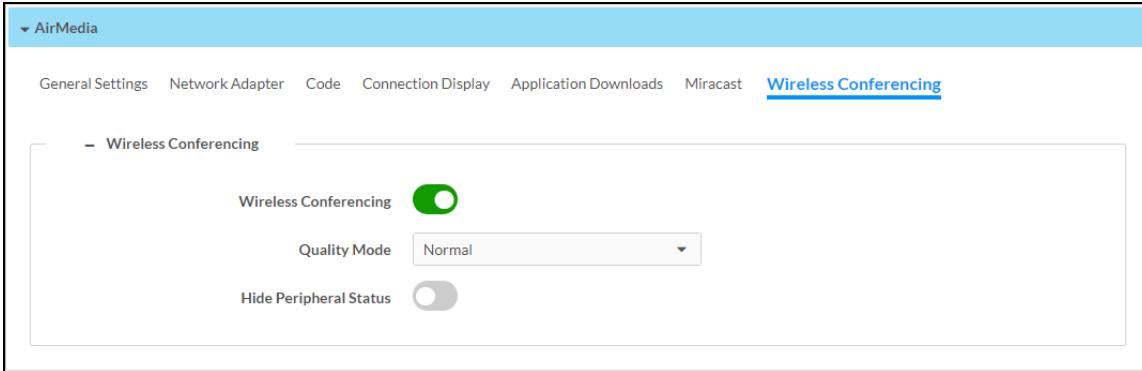 AirMedia
General Settings Network Adapter Code Connection Display Application Downloads Miracast Wireless Conferencing
Wireless Conferencing
Wireless Conferencing
Quality Mode Normal
Hide Peripheral Status